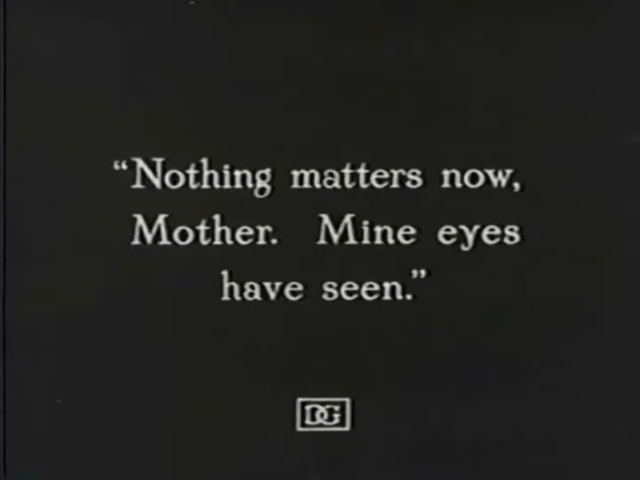 “Nothing matters now,
Mother. Mine eyes
have seen.”
DG